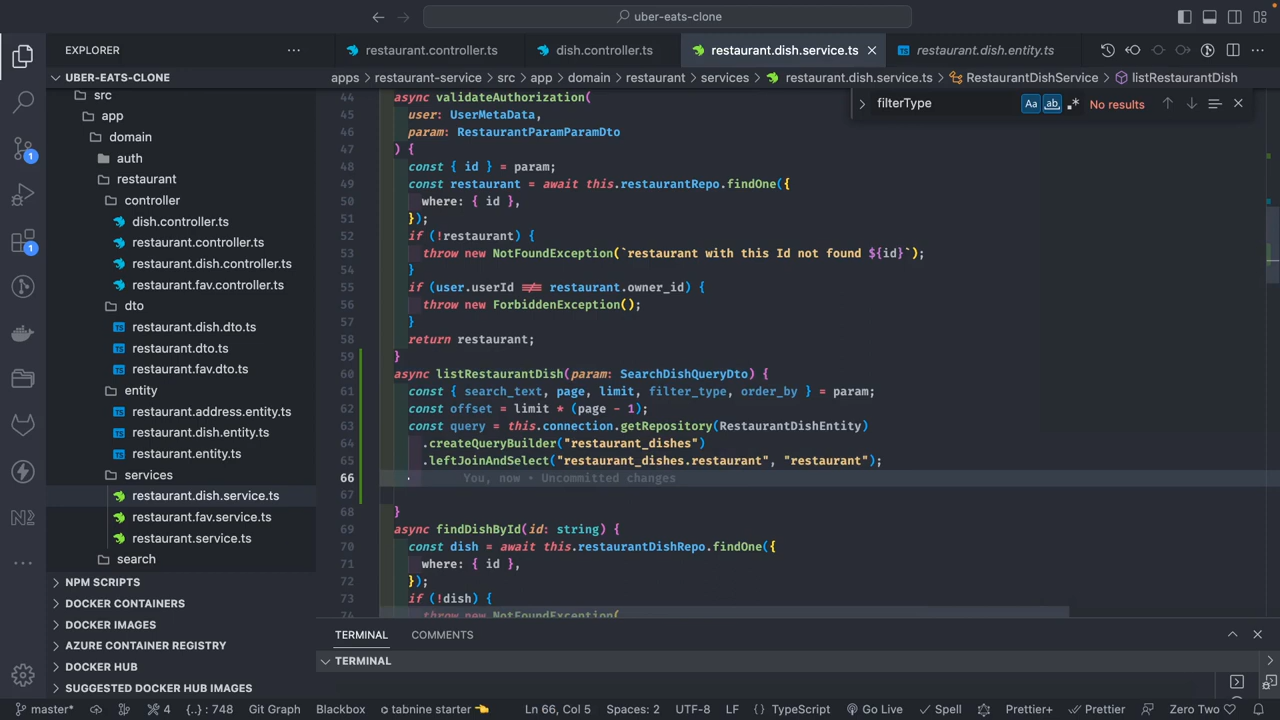 uber-eats-clone
EXPLORER
restaurant.controller.ts
dish.controller.ts
restaurant.dish.service.ts
restaurant.dish.entity.ts
UBER-EATS-CLONE
apps > restaurant-service > src > app > domain > restaurant > services > restaurant.dish.service.ts > RestaurantDishService > listRestaurantDish
filterType
Aa
ab
No results
src
app
domain
auth
restaurant
controller
dish.controller.ts
restaurant.controller.ts
restaurant.dish.controller.ts
restaurant.fav.controller.ts
dto
restaurant.dish.dto.ts
restaurant.dto.ts
restaurant.fav.dto.ts
entity
restaurant.address.entity.ts
restaurant.dish.entity.ts
restaurant.entity.ts
services
restaurant.dish.service.ts
restaurant.fav.service.ts
restaurant.service.ts
search
NPM SCRIPTS
DOCKER CONTAINERS
DOCKER IMAGES
AZURE CONTAINER REGISTRY
DOCKER HUB
SUGGESTED DOCKER HUB IMAGES
1
1
44 async validateAuthorization(
45 user: UserMetaData,
46 param: RestaurantParamParamDto
47 ) {
48 const { id } = param;
49 const restaurant = await this.restaurantRepo.findOne({
50 where: { id },
51 });
52 if (!restaurant) {
53 throw new NotFoundException(`restaurant with this Id not found ${id}`);
54 }
55 if (user.userId !== restaurant.owner_id) {
56 throw new ForbiddenException();
57 }
58 return restaurant;
59 }
60 async listRestaurantDish(param: SearchDishQueryDto) {
61 const { search_text, page, limit, filter_type, order_by } = param;
62 const offset = limit * (page - 1);
63 const query = this.connection.getRepository(RestaurantDishEntity)
64 .createQueryBuilder("restaurant_dishes")
65 .leftJoinAndSelect("restaurant_dishes.restaurant", "restaurant");
66 . You, now • Uncommitted changes
67
68 }
69 async findDishById(id: string) {
70 const dish = await this.restaurantDishRepo.findOne({
71 where: { id },
72 });
73 if (!dish) {
74 throw new NotFoundException(
TERMINAL
COMMENTS
TERMINAL
master*
4
{..} : 748
Git Graph
Blackbox
tabnine starter
Ln 66, Col 5
Spaces: 2
UTF-8
LF
TypeScript
Go Live
Spell
Prettier+
Prettier
Zero Two